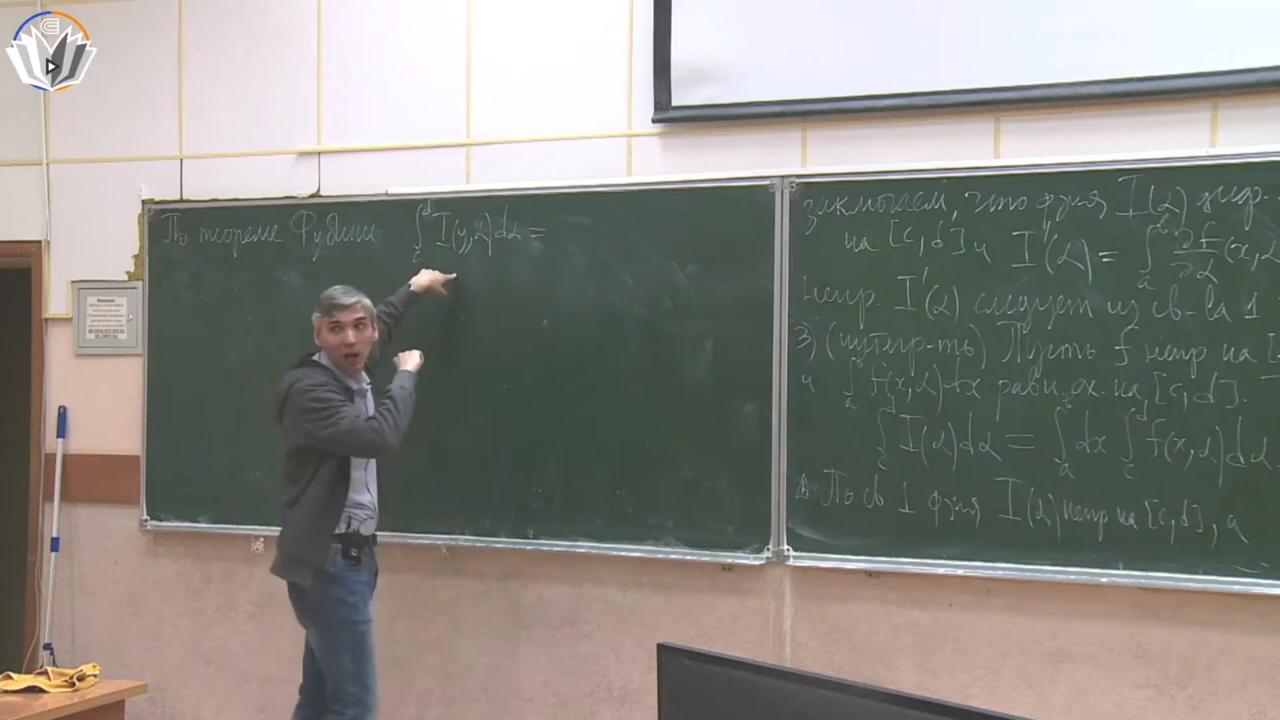 По теореме Фубини ∫_c^d I(y,α)dα =
заключаем, что ф-ия I(α) диф-
на [c,d] и I'(α) = ∫_a^b ∂f/∂α (x,α
Непр. I'(α) следует из св-ва 1
3) (интегр-ть) Пусть f непр на [
и ∫_a f(x,α)dx равн. сх. на [c,d].
∫_c^d I(α)dα = ∫_a dx ∫_c^d f(x,α)dα
По св 1 ф-ия I(α) непр на [c,d], а